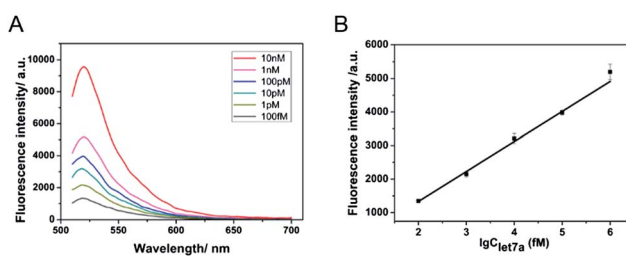 A
Fluorescence intensity/ a.u.
10000
8000
6000
4000
2000
0
500
550
600
650
700
Wavelength/ nm
10nM
1nM
100pM
10pM
1pM
100fM
B
Fluorescence intensity /a.u.
6000
5000
4000
3000
2000
1000
2
3
4
5
6
lgClet7a (fM)